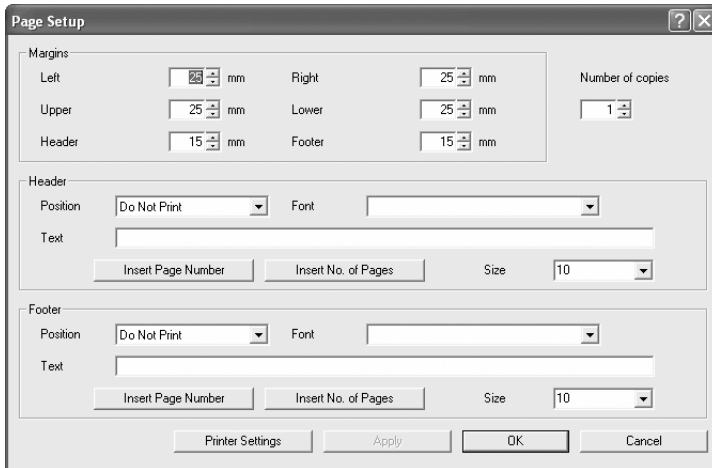 Page Setup
Margins
Left 25 mm Right 25 mm Number of copies
Upper 25 mm Lower 25 mm 1
Header 15 mm Footer 15 mm
Header
Position Do Not Print Font
Text
Insert Page Number Insert No. of Pages Size 10
Footer
Position Do Not Print Font
Text
Insert Page Number Insert No. of Pages Size 10
Printer Settings Apply OK Cancel